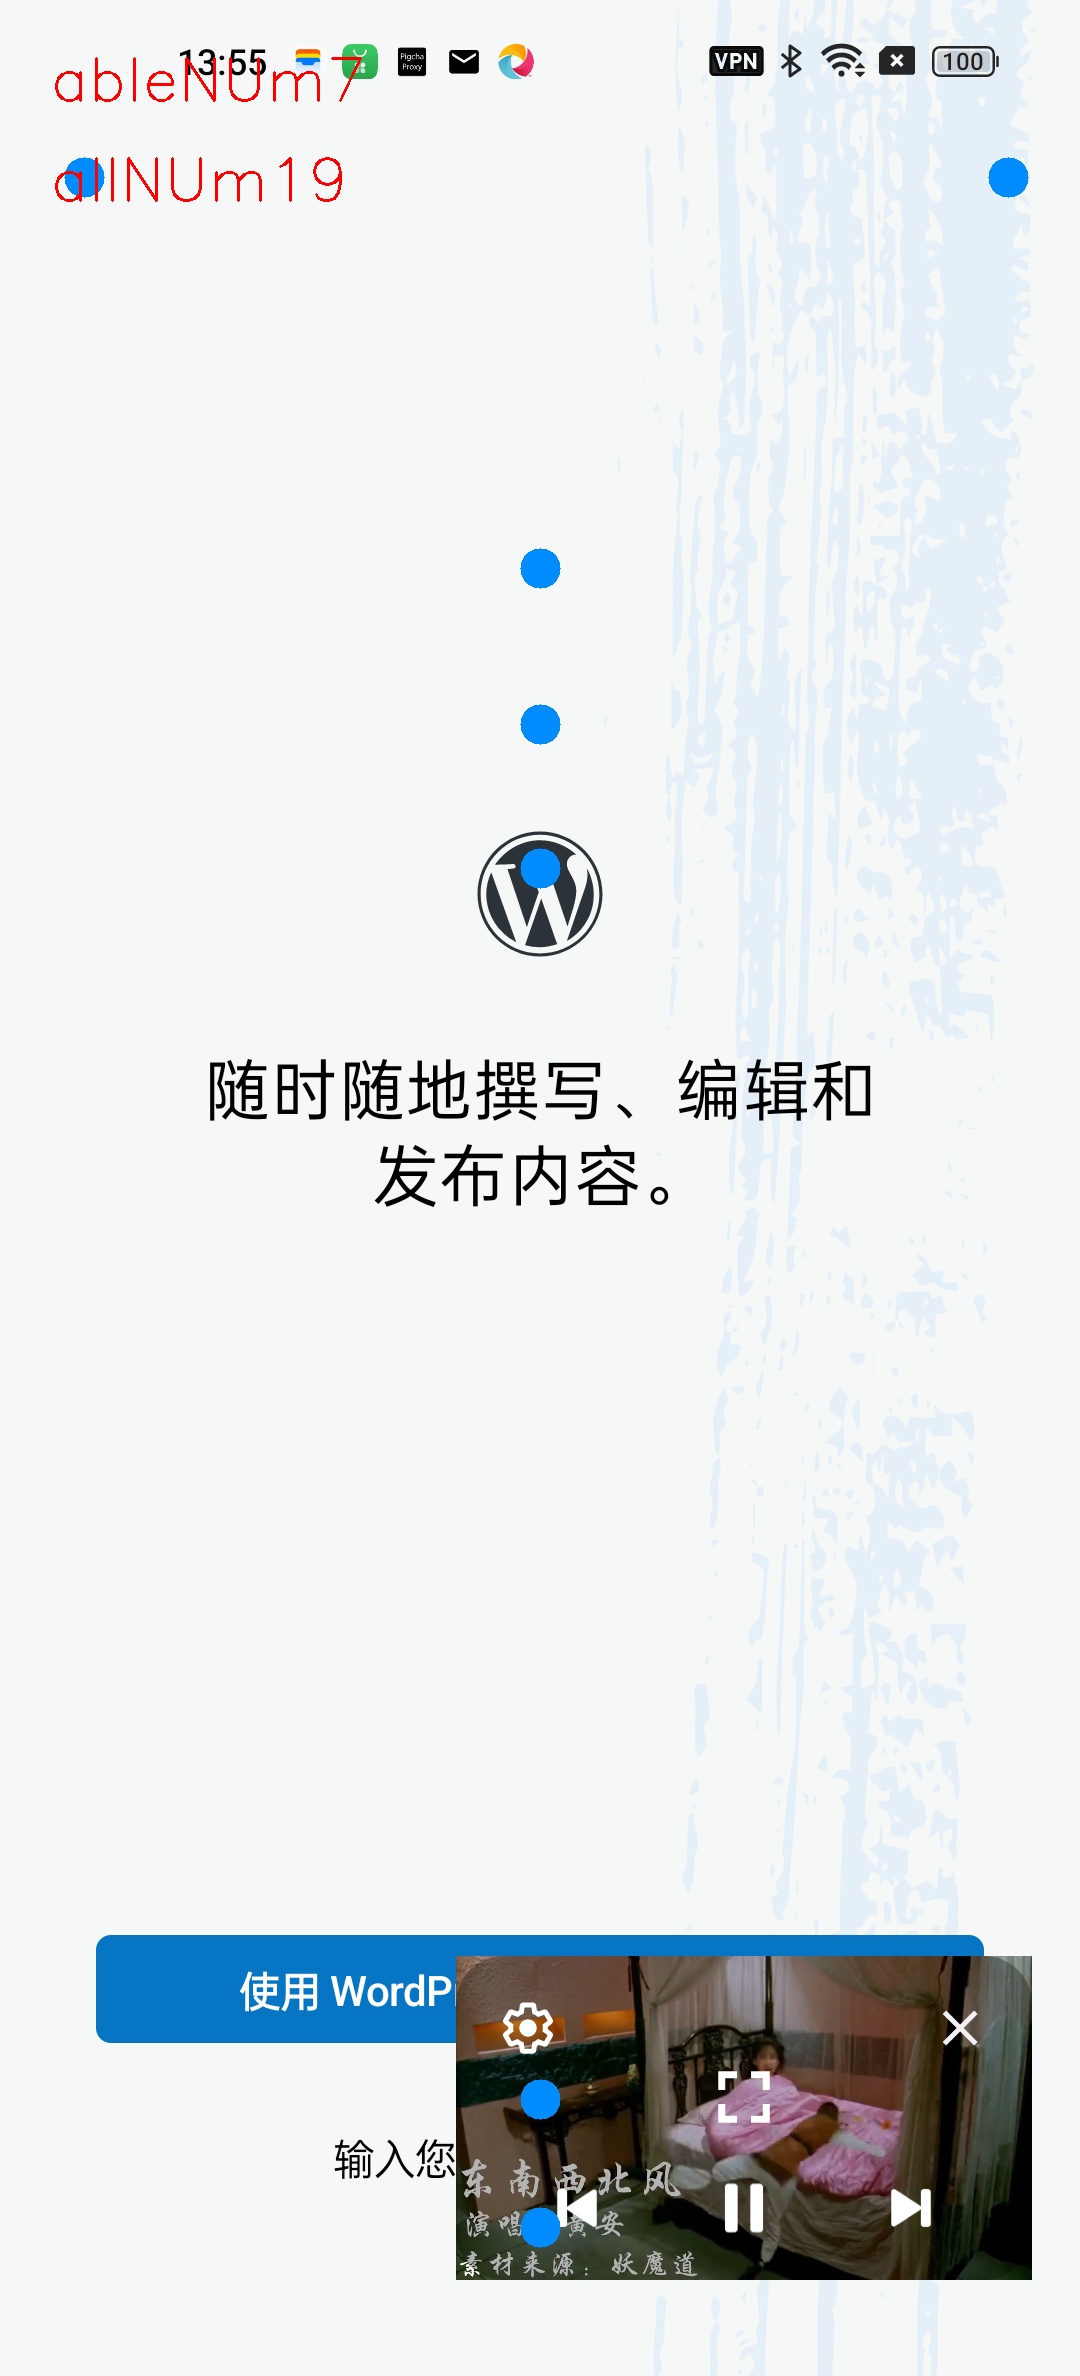 13:55
Pigcha
Proxy
VPN
100
ableNUm7
allNUm19
随时随地撰写、编辑和
发布内容。
使用 WordP
输入您
东南西北风
演唱 黄安
素材来源：妖魔道